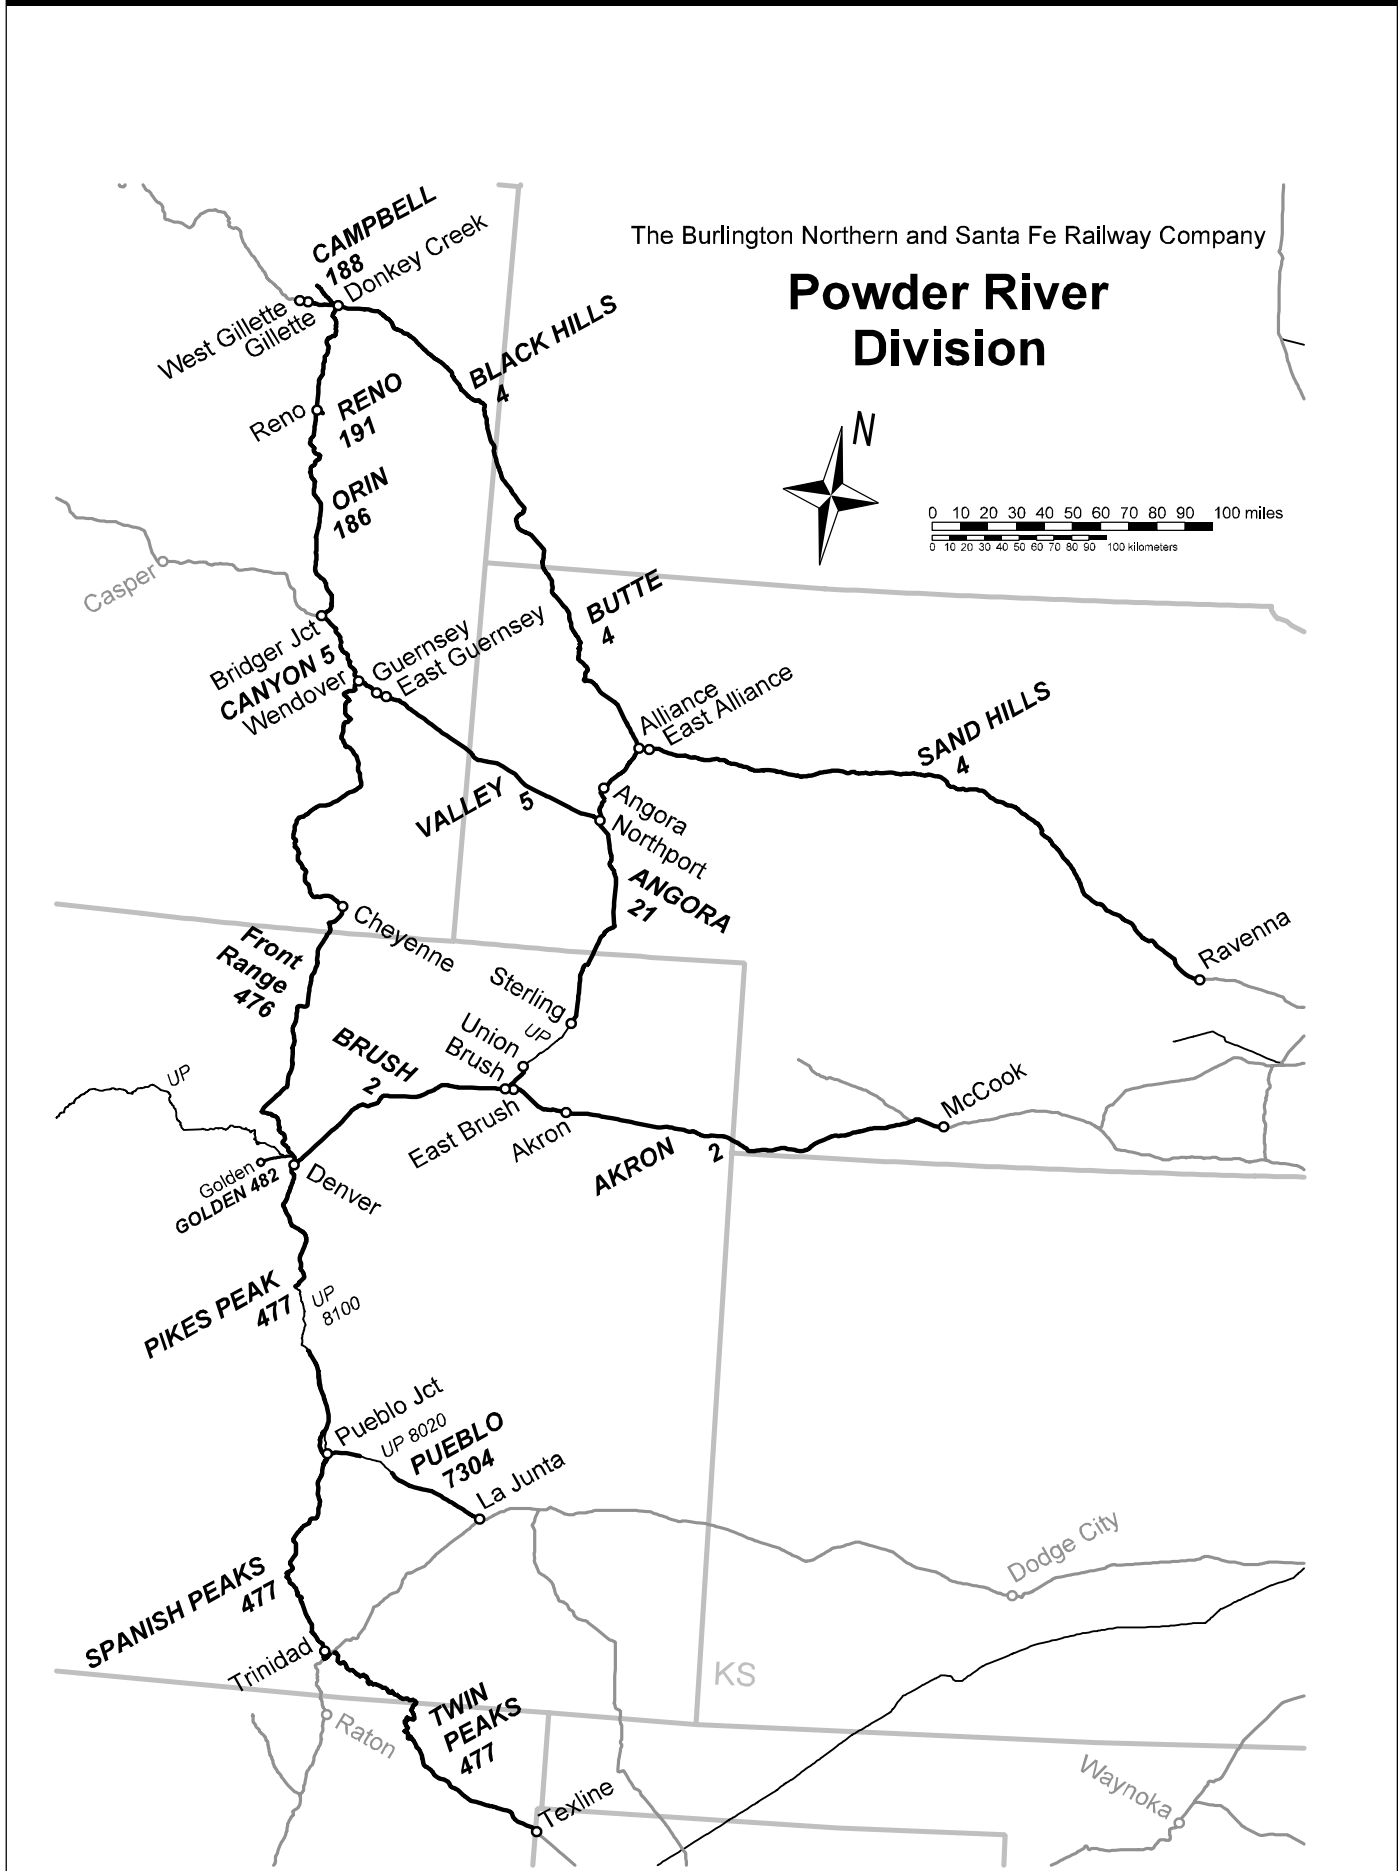 The Burlington Northern and Santa Fe Railway Company
Powder River
Division
N
0 10 20 30 40 50 60 70 80 90 100 miles
0 10 20 30 40 50 60 70 80 90 100 kilometers
CAMPBELL
188
Donkey Creek
West Gillette
Gillette
BLACK HILLS
4
Reno
RENO
191
ORIN
186
Casper
BUTTE
4
Bridger Jct
CANYON 5
Wendover
Guernsey
East Guernsey
Alliance
East Alliance
SAND HILLS
4
VALLEY 5
Angora
Northport
ANGORA
21
Ravenna
Cheyenne
Front
Range
476
Sterling
UP
Union
Brush
BRUSH
2
UP
East Brush
Akron
AKRON 2
McCook
Golden
GOLDEN 482
Denver
PIKES PEAK
477
UP
8100
Pueblo Jct
UP 8020
PUEBLO
7304
La Junta
Dodge City
SPANISH PEAKS
477
Trinidad
KS
Raton
TWIN
PEAKS
477
Texline
Waynoka